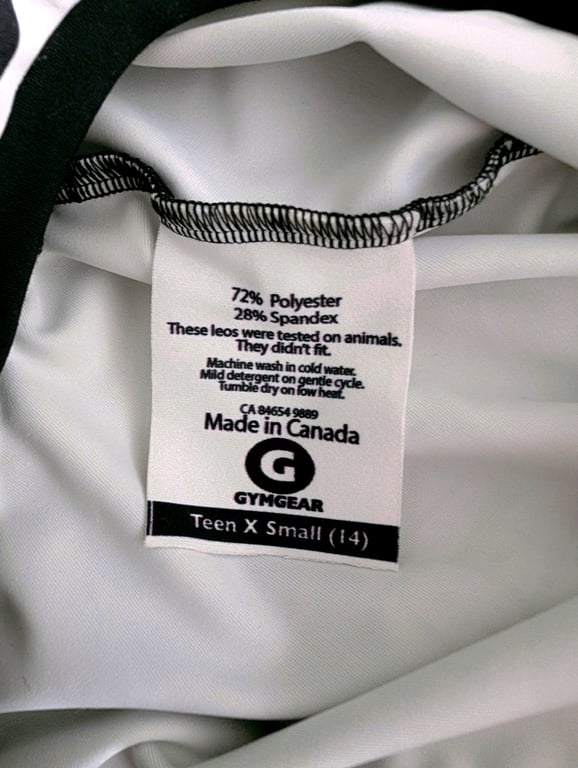 72% Polyester
28% Spandex
These leos were tested on animals.
They didn't fit.
Machine wash in cold water.
Mild detergent on gentle cycle.
Tumble dry on low heat.
CA 84654 9889
Made in Canada
G
GYMGEAR
Teen X Small (14)